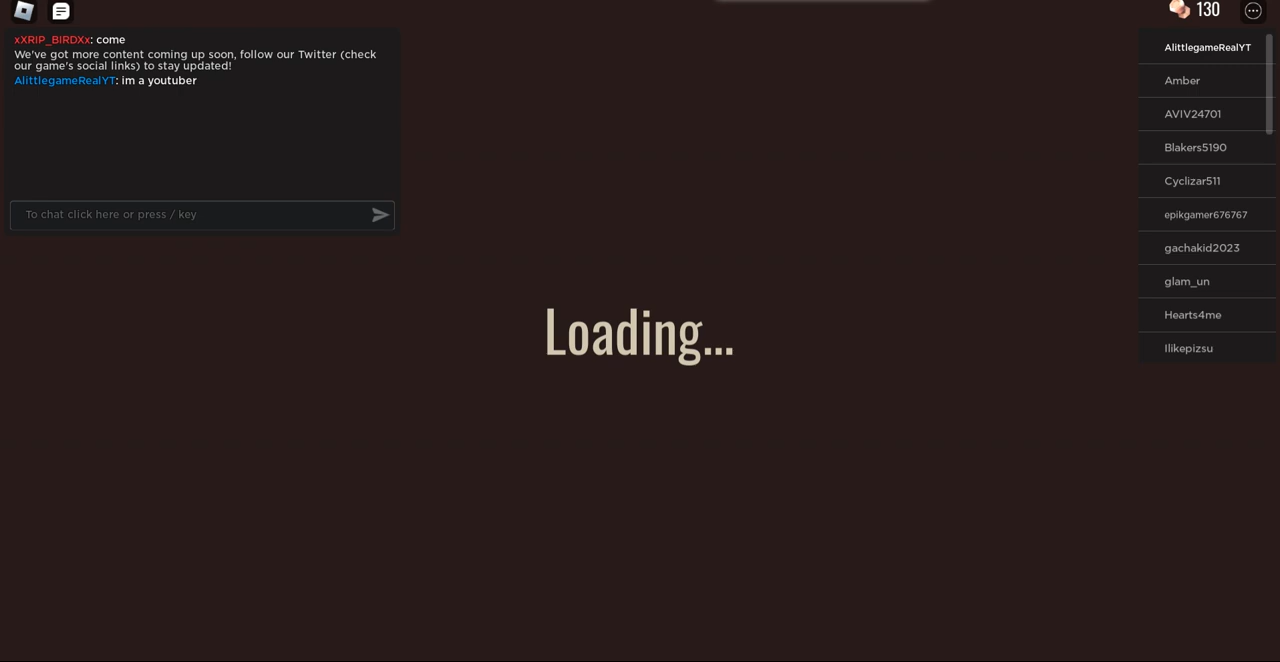 130
xXRIP_BIRDXx: come
We've got more content coming up soon, follow our Twitter (check
our game's social links) to stay updated!
AlittlegameRealYT: im a youtuber
To chat click here or press / key
Loading...
AlittlegameRealYT
Amber
AVIV24701
Blakers5190
Cyclizar511
epikgamer676767
gachakid2023
glam_un
Hearts4me
Ilikepizsu